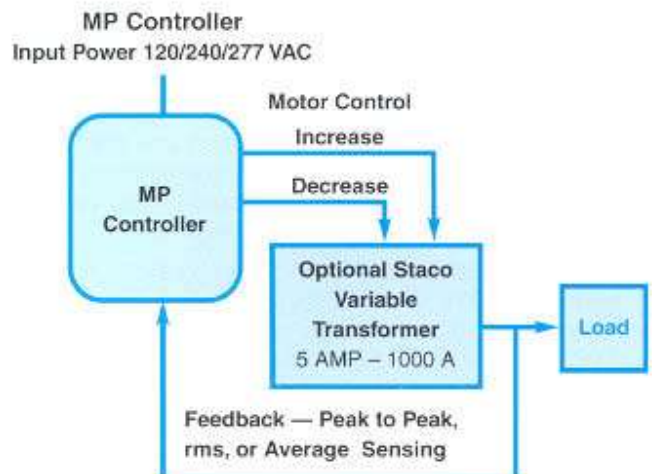 MP Controller
Input Power 120/240/277 VAC
Motor Control
Increase
Decrease
MP
Controller
Optional Staco
Variable
Transformer
5 AMP – 1000 A
Load
Feedback — Peak to Peak,
rms, or Average Sensing